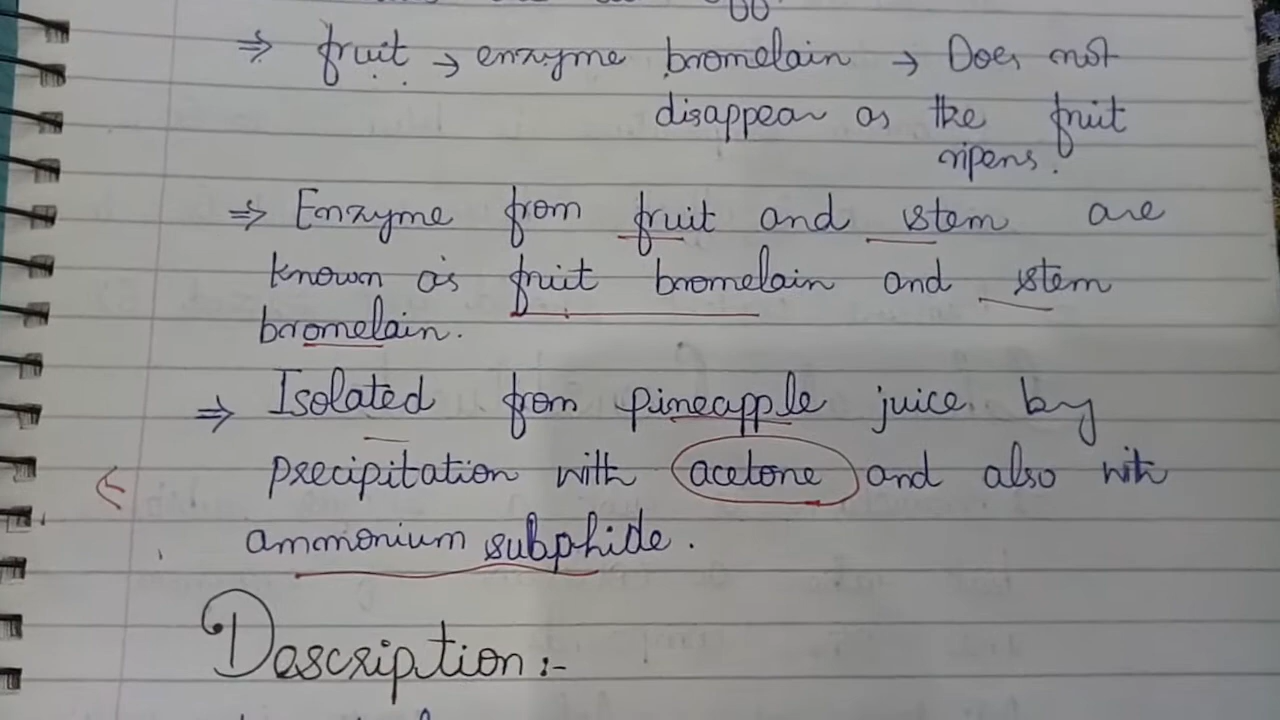 ⇒ fruit → enzyme bromelain → Does not
disappear as the fruit
ripens.
⇒ Enzyme from fruit and stem are
known as fruit bromelain and stem
bromelain.
⇒ Isolated from pineapple juice by
precipitation with acetone and also with
ammonium subphide.
Description :-